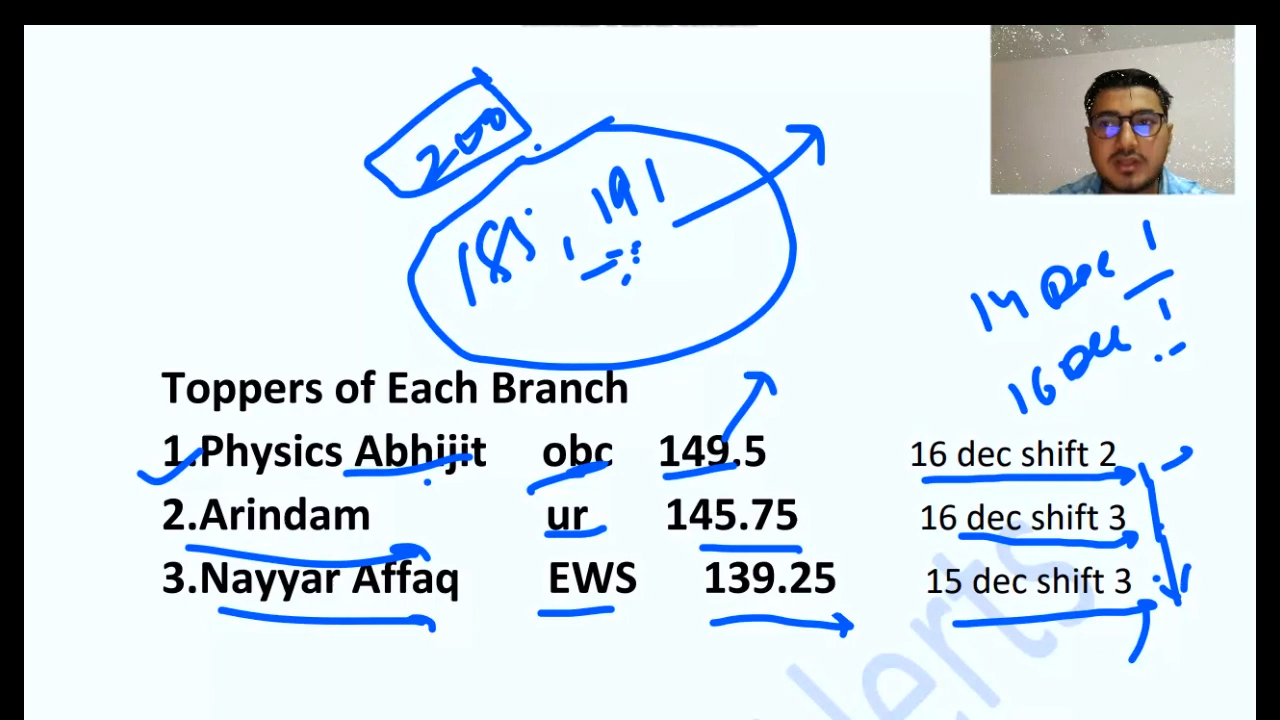 200
185, 191
14 Dec 1
16 Dec 1
Toppers of Each Branch
1.Physics Abhijit obc 149.5 16 dec shift 2
2.Arindam ur 145.75 16 dec shift 3
3.Nayyar Affaq EWS 139.25 15 dec shift 3